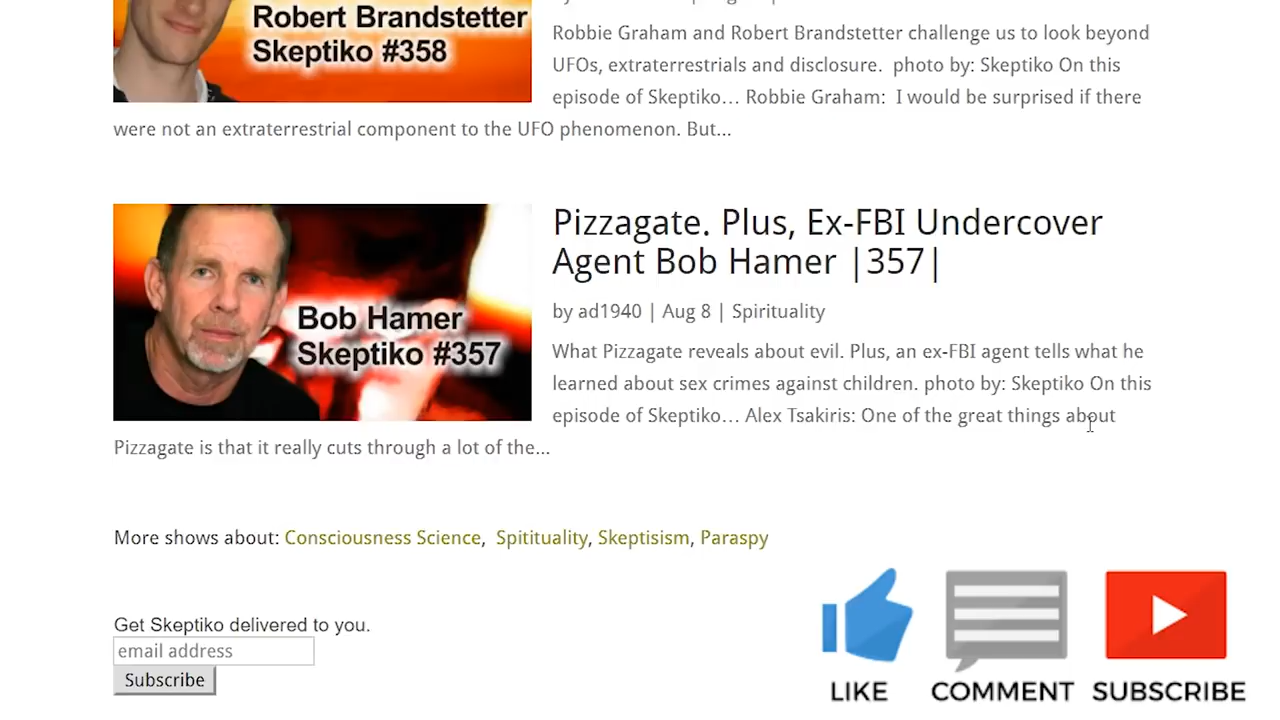 Robert Brandstetter
Skeptiko #358
Robbie Graham and Robert Brandstetter challenge us to look beyond
UFOs, extraterrestrials and disclosure.  photo by: Skeptiko On this
episode of Skeptiko… Robbie Graham:  I would be surprised if there
were not an extraterrestrial component to the UFO phenomenon. But...
Bob Hamer
Skeptiko #357
Pizzagate. Plus, Ex-FBI Undercover
Agent Bob Hamer |357|
by ad1940 | Aug 8 | Spirituality
What Pizzagate reveals about evil. Plus, an ex-FBI agent tells what he
learned about sex crimes against children. photo by: Skeptiko On this
episode of Skeptiko… Alex Tsakiris: One of the great things about
Pizzagate is that it really cuts through a lot of the...
More shows about: Consciousness Science,  Spitituality, Skeptisism, Paraspy
Get Skeptiko delivered to you.
email address
Subscribe
LIKE COMMENT SUBSCRIBE